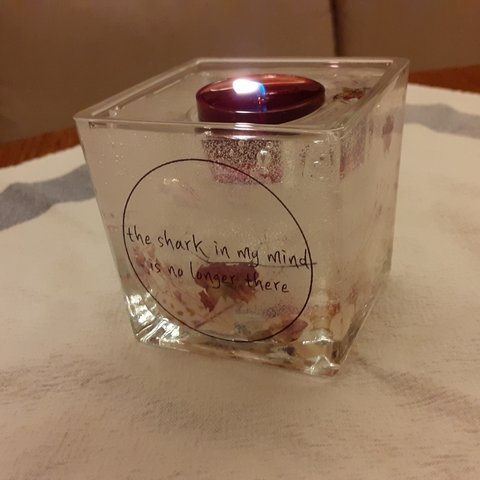 the shark in my mind
is no longer there